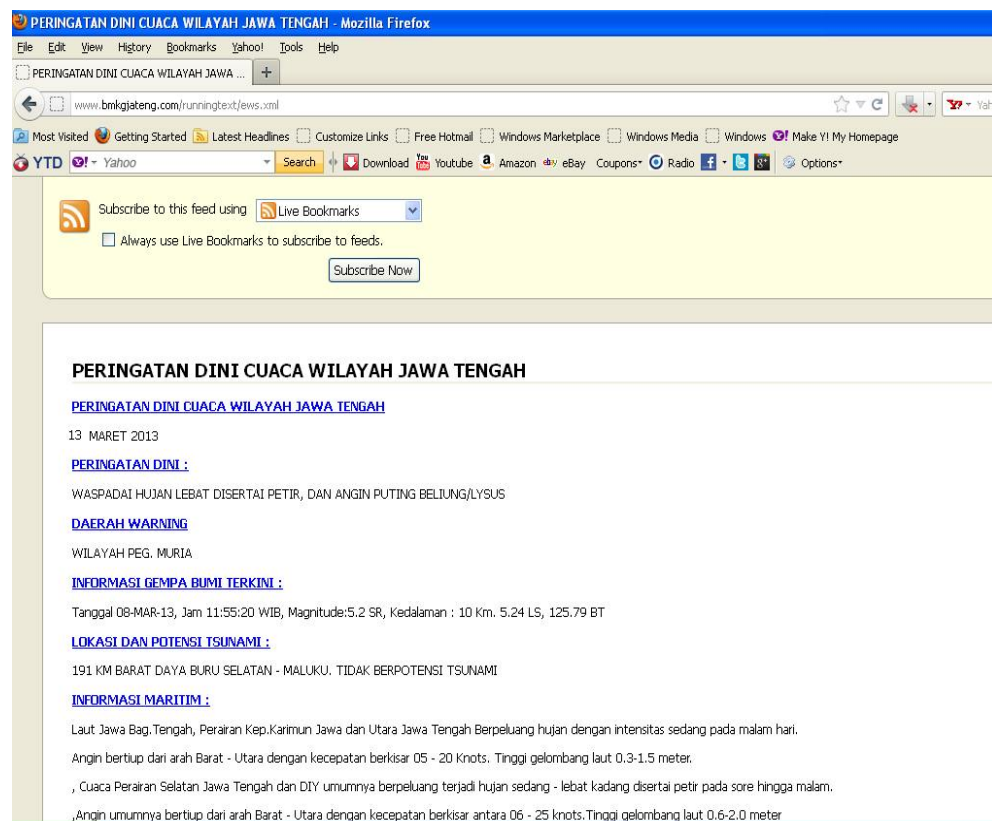 PERINGATAN DINI CUACA WILAYAH JAWA TENGAH - Mozilla Firefox
File Edit View History Bookmarks Yahoo! Tools Help
PERINGATAN DINI CUACA WILAYAH JAWA ... +
www.bmkgjateng.com/runningtext/ews.xml
Most Visited Getting Started Latest Headlines Customize Links Free Hotmail Windows Marketplace Windows Media Windows Make Y! My Homepage
YTD Yahoo Search Download Youtube Amazon eBay Coupons Radio Options
Subscribe to this feed using Live Bookmarks
Always use Live Bookmarks to subscribe to feeds.
Subscribe Now
PERINGATAN DINI CUACA WILAYAH JAWA TENGAH
PERINGATAN DINI CUACA WILAYAH JAWA TENGAH
13 MARET 2013
PERINGATAN DINI :
WASPADAI HUJAN LEBAT DISERTAI PETIR, DAN ANGIN PUTING BELIUNG/LYSUS
DAERAH WARNING
WILAYAH PEG. MURIA
INFORMASI GEMPA BUMI TERKINI :
Tanggal 08-MAR-13, Jam 11:55:20 WIB, Magnitude:5.2 SR, Kedalaman : 10 Km. 5.24 LS, 125.79 BT
LOKASI DAN POTENSI TSUNAMI :
191 KM BARAT DAYA BURU SELATAN - MALUKU. TIDAK BERPOTENSI TSUNAMI
INFORMASI MARITIM :
Laut Jawa Bag.Tengah, Perairan Kep.Karimun Jawa dan Utara Jawa Tengah Berpeluang hujan dengan intensitas sedang pada malam hari.
Angin bertiup dari arah Barat - Utara dengan kecepatan berkisar 05 - 20 Knots. Tinggi gelombang laut 0.3-1.5 meter.
, Cuaca Perairan Selatan Jawa Tengah dan DIY umumnya berpeluang terjadi hujan sedang - lebat kadang disertai petir pada sore hingga malam.
,Angin umumnya bertiup dari arah Barat - Utara dengan kecepatan berkisar antara 06 - 25 knots.Tinggi gelombang laut 0.6-2.0 meter